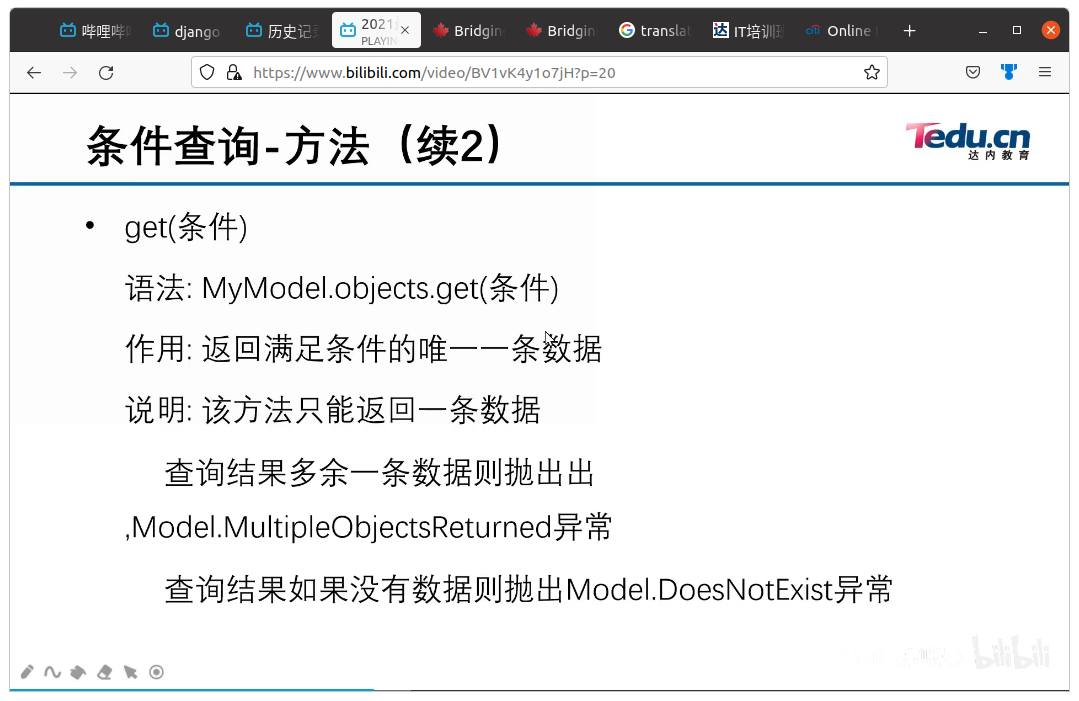 哔哩哔
django
历史记
2021
PLAYIN
Bridgin
Bridgin
translat
IT培训
Online
https://www.bilibili.com/video/BV1vK4y1o7jH?p=20
条件查询-方法（续2）
Tedu.cn
达内教育
• get(条件)
语法: MyModel.objects.get(条件)
作用: 返回满足条件的唯一一条数据
说明: 该方法只能返回一条数据
查询结果多余一条数据则抛出出
,Model.MultipleObjectsReturned异常
查询结果如果没有数据则抛出Model.DoesNotExist异常
bilibili